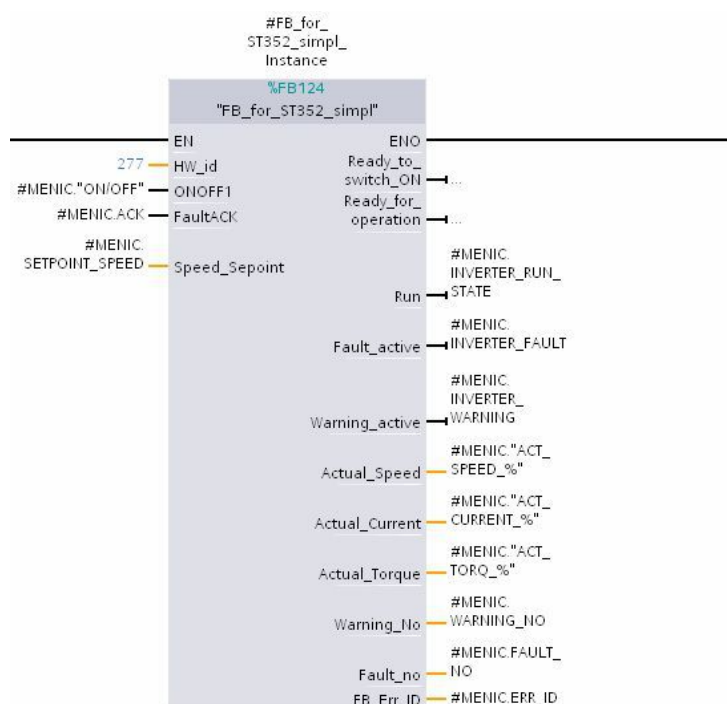 #FB_for_
ST352_simpl_
Instance
%FB124
"FB_for_ST352_simpl"
EN
ENO
277
HW_id
Ready_to_
switch_ON
...
#MENIC."ON/OFF"
ONOFF1
#MENIC.ACK
FaultACK
Ready_for_
operation
...
#MENIC.
SETPOINT_SPEED
Speed_Sepoint
Run
#MENIC.
INVERTER_RUN_
STATE
Fault_active
#MENIC.
INVERTER_FAULT
Warning_active
#MENIC.
INVERTER_
WARNING
Actual_Speed
#MENIC."ACT_
SPEED_%"
Actual_Current
#MENIC."ACT_
CURRENT_%"
Actual_Torque
#MENIC."ACT_
TORQ_%"
Warning_No
#MENIC.
WARNING_NO
Fault_no
#MENIC.FAULT_
NO
FB_Err_ID
#MENIC.ERR_ID